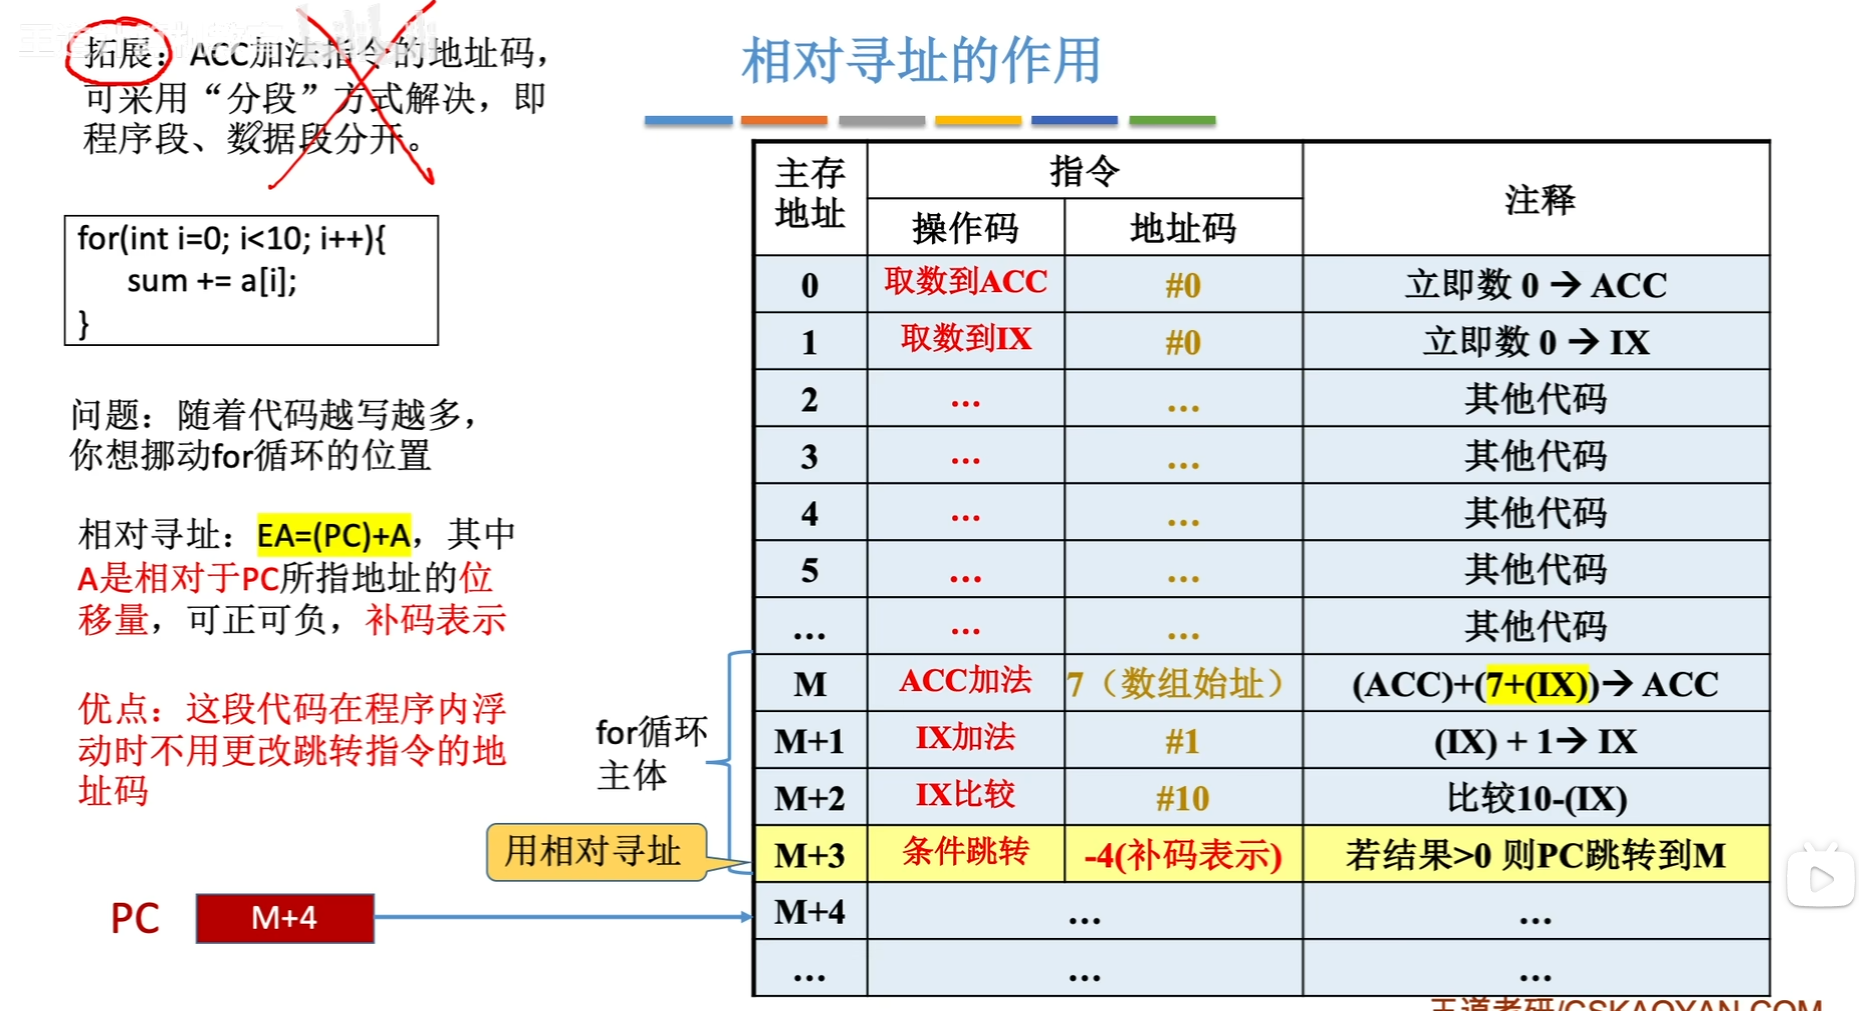 相对寻址的作用
拓展：ACC加法指令的地址码，
可采用“分段”方式解决，即
程序段、数据段分开。
for(int i=0; i<10; i++){
sum += a[i];
}
问题：随着代码越写越多，
你想挪动for循环的位置
相对寻址：EA=(PC)+A，其中
A是相对于PC所指地址的位
移量，可正可负，补码表示
优点：这段代码在程序内浮
动时不用更改跳转指令的地
址码
for循环
主体
用相对寻址
PC M+4
主存地址 指令 注释
操作码 地址码
0 取数到ACC #0 立即数 0 → ACC
1 取数到IX #0 立即数 0 → IX
2 … … 其他代码
3 … … 其他代码
4 … … 其他代码
5 … … 其他代码
… … … 其他代码
M ACC加法 7（数组始址） (ACC)+(7+(IX))→ ACC
M+1 IX加法 #1 (IX) + 1→ IX
M+2 IX比较 #10 比较10-(IX)
M+3 条件跳转 -4(补码表示) 若结果>0 则PC跳转到M
M+4 … …
… … …
王道考研/CSKAOYAN.COM